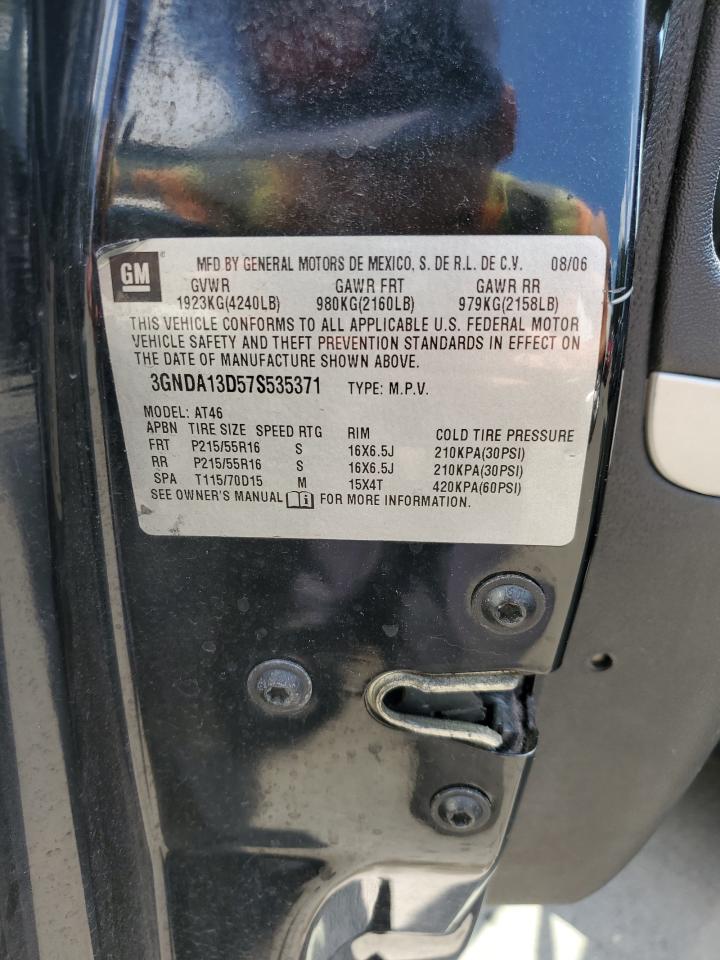 GM ® MFD BY GENERAL MOTORS DE MEXICO, S. DE R.L. DE C.V. 08/06
GVWR GAWR FRT GAWR RR
1923KG(4240LB) 980KG(2160LB) 979KG(2158LB)
THIS VEHICLE CONFORMS TO ALL APPLICABLE U.S. FEDERAL MOTOR
VEHICLE SAFETY AND THEFT PREVENTION STANDARDS IN EFFECT ON
THE DATE OF MANUFACTURE SHOWN ABOVE.
3GNDA13D57S535371 TYPE: M.P.V.
MODEL: AT46
APBN TIRE SIZE SPEED RTG RIM COLD TIRE PRESSURE
FRT P215/55R16 S 16X6.5J 210KPA(30PSI)
RR P215/55R16 S 16X6.5J 210KPA(30PSI)
SPA T115/70D15 M 15X4T 420KPA(60PSI)
SEE OWNER'S MANUAL i FOR MORE INFORMATION.